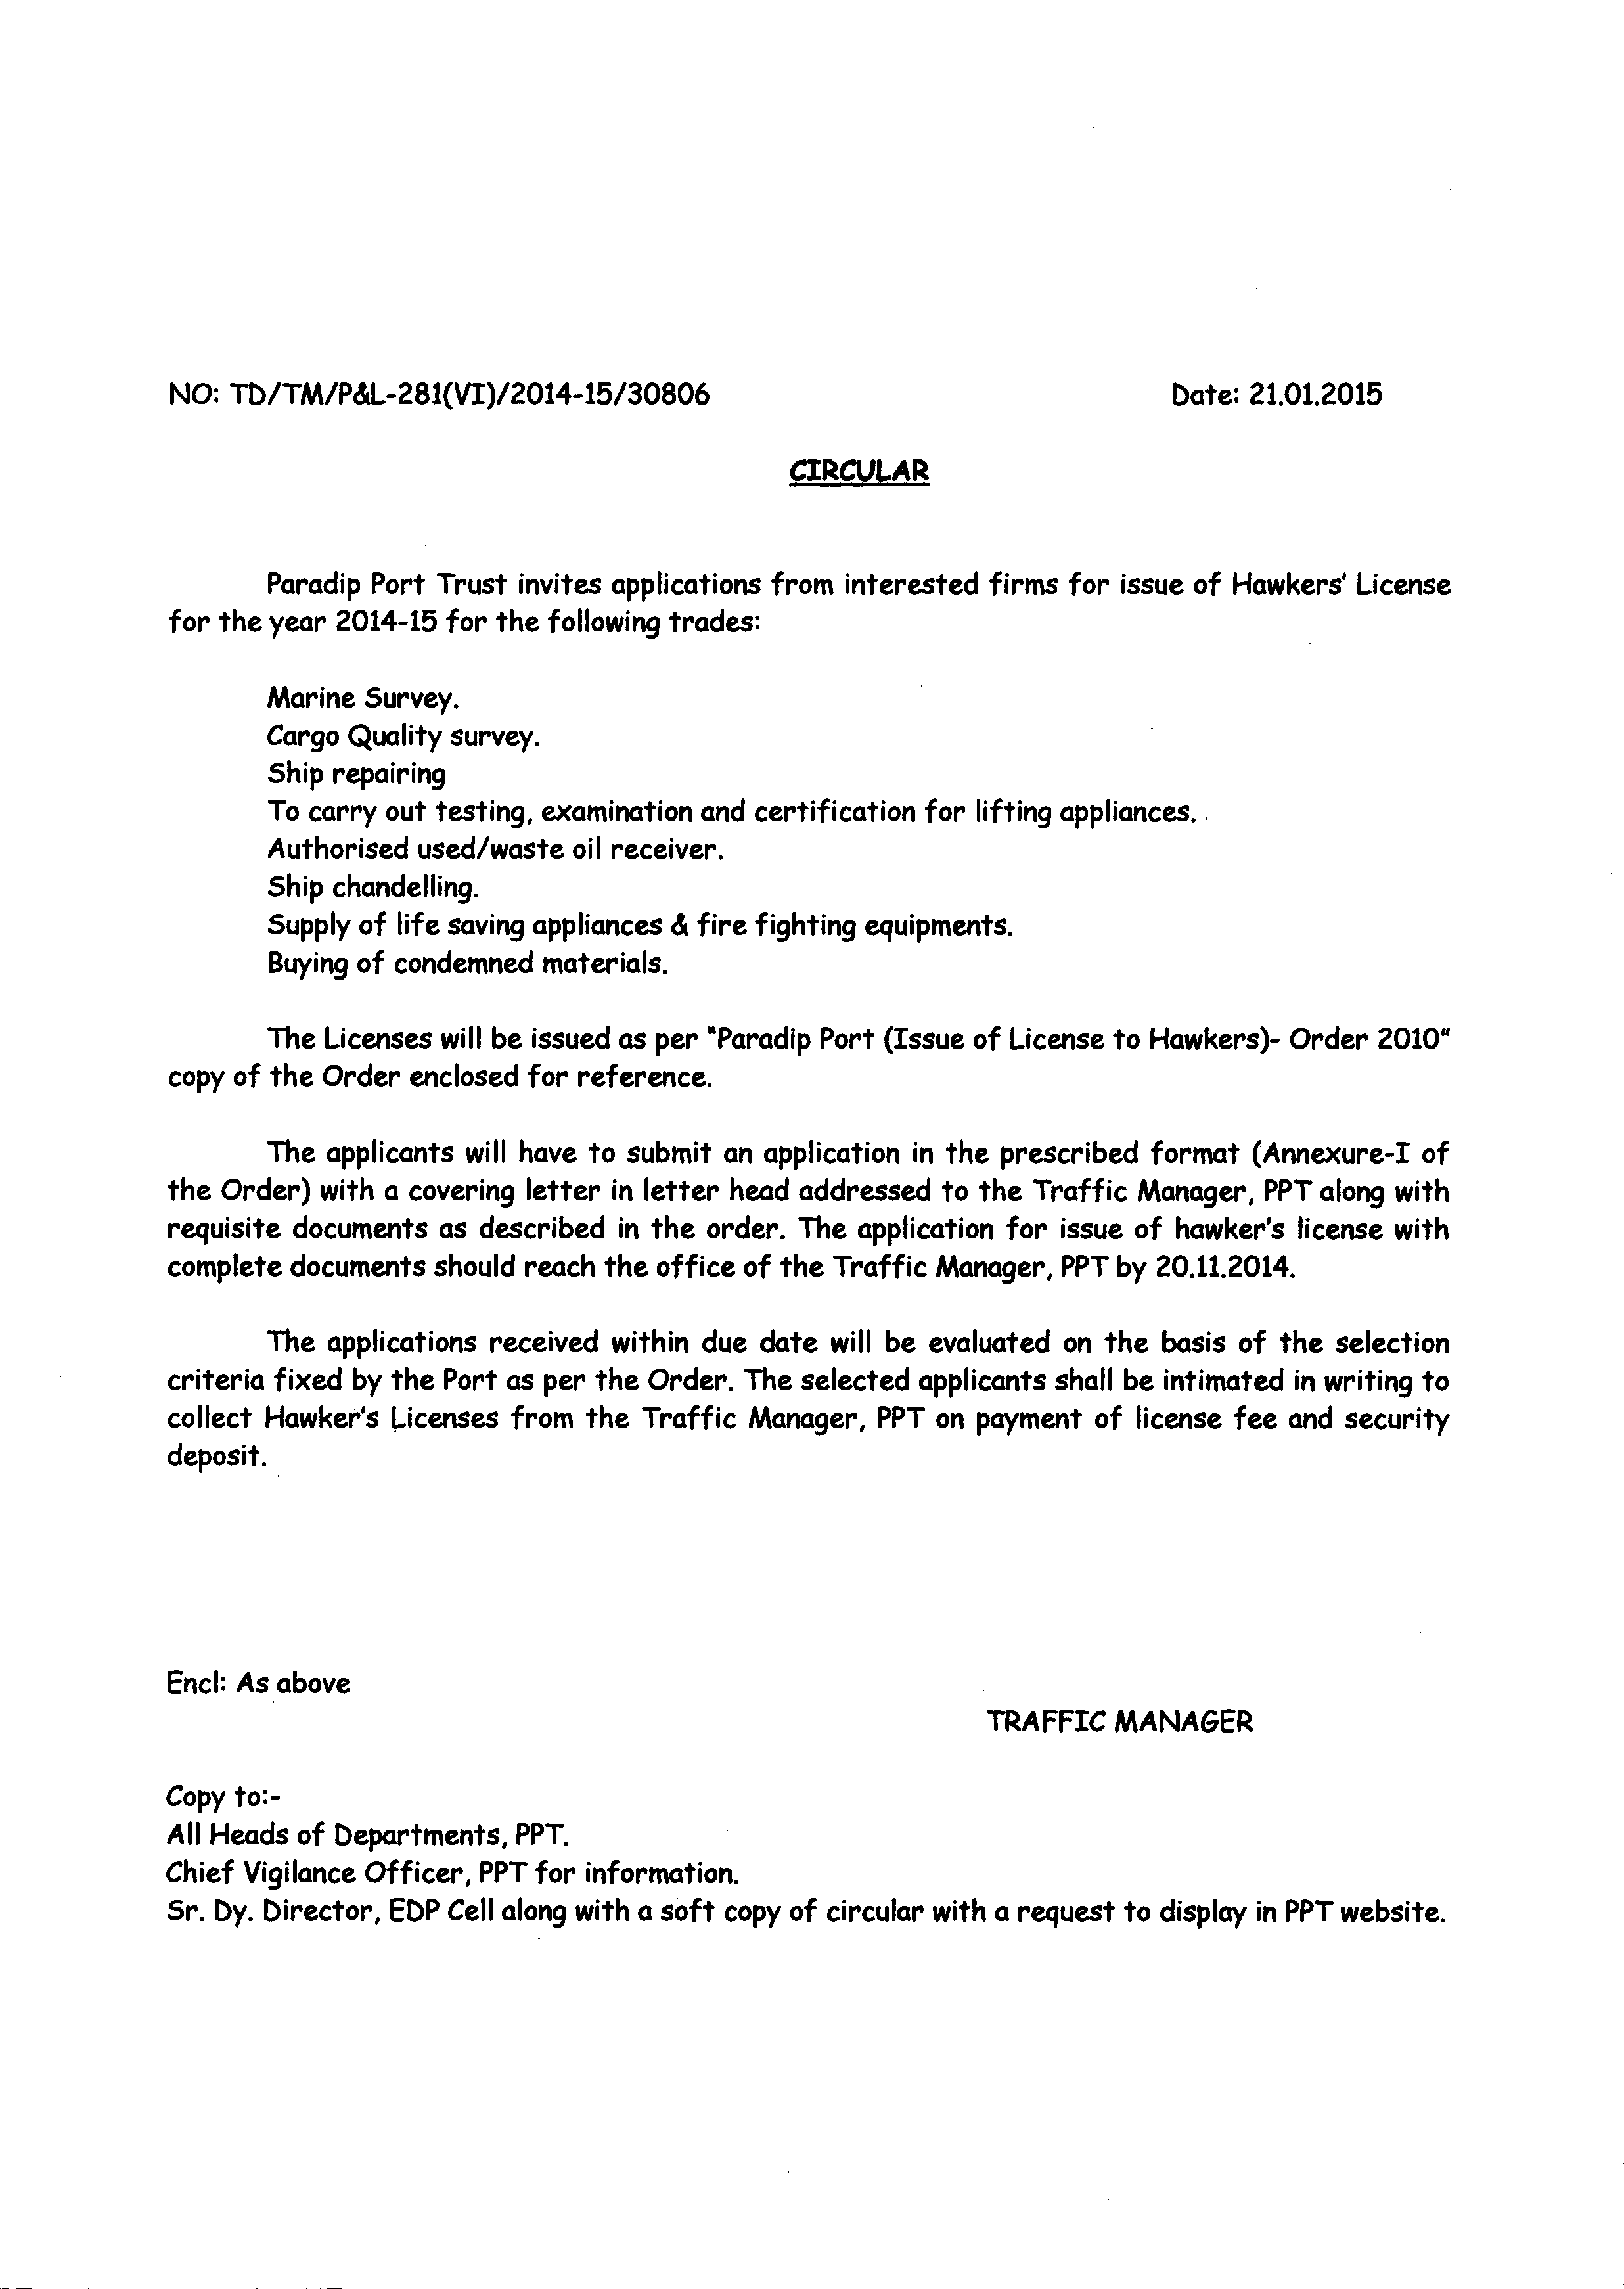 NO: TD/TM/P&L-281(VI)/2014-15/30806 Date: 21.01.2015
CIRCULAR
Paradip Port Trust invites applications from interested firms for issue of Hawkers' License
for the year 2014-15 for the following trades:
Marine Survey.
Cargo Quality survey.
Ship repairing
To carry out testing, examination and certification for lifting appliances.
Authorised used/waste oil receiver.
Ship chandelling.
Supply of life saving appliances & fire fighting equipments.
Buying of condemned materials.
The Licenses will be issued as per "Paradip Port (Issue of License to Hawkers)- Order 2010"
copy of the Order enclosed for reference.
The applicants will have to submit an application in the prescribed format (Annexure-I of
the Order) with a covering letter in letter head addressed to the Traffic Manager, PPT along with
requisite documents as described in the order. The application for issue of hawker's license with
complete documents should reach the office of the Traffic Manager, PPT by 20.11.2014.
The applications received within due date will be evaluated on the basis of the selection
criteria fixed by the Port as per the Order. The selected applicants shall be intimated in writing to
collect Hawker's Licenses from the Traffic Manager, PPT on payment of license fee and security
deposit.
Encl: As above
TRAFFIC MANAGER
Copy to:-
All Heads of Departments, PPT.
Chief Vigilance Officer, PPT for information.
Sr. Dy. Director, EDP Cell along with a soft copy of circular with a request to display in PPT website.